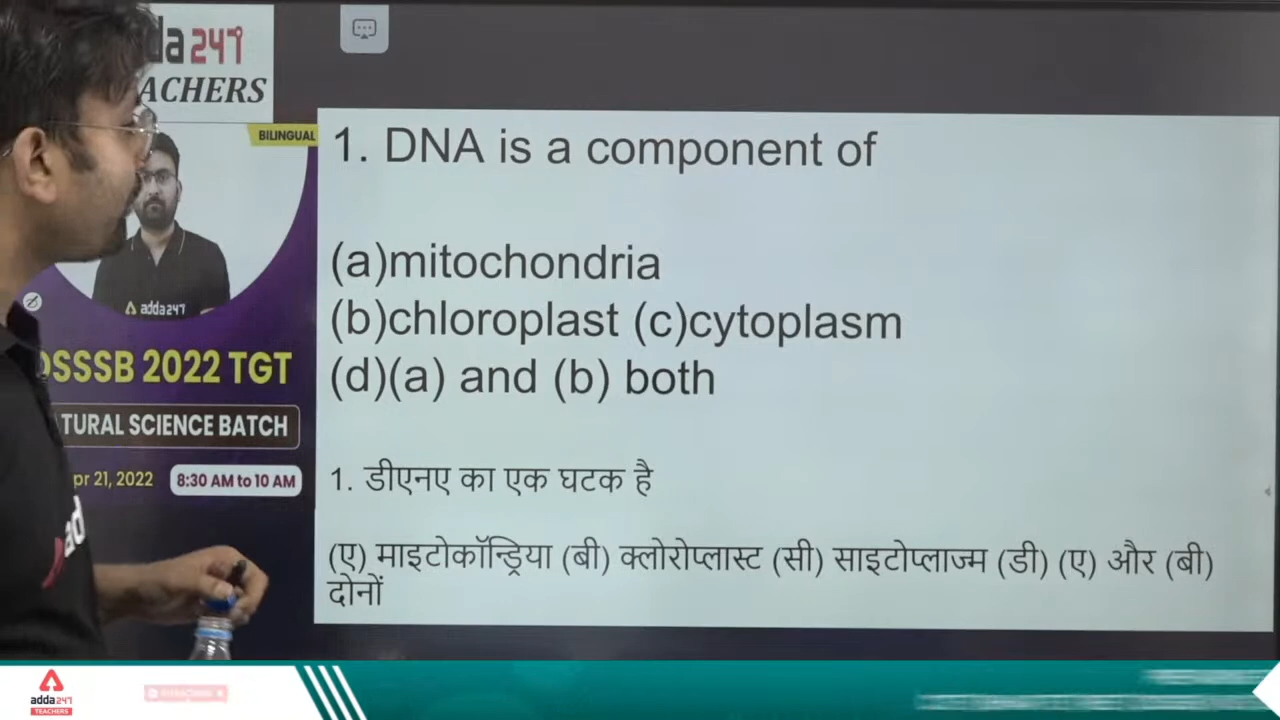 da 247
ACHERS
BILINGUAL
adda247
DSSSB 2022 TGT
TURAL SCIENCE BATCH
pr 21, 2022
8:30 AM to 10 AM
1. DNA is a component of
(a)mitochondria
(b)chloroplast (c)cytoplasm
(d)(a) and (b) both
1. डीएनए का एक घटक है
(ए) माइटोकॉन्ड्रिया (बी) क्लोरोप्लास्ट (सी) साइटोप्लाज्म (डी) (ए) और (बी)
दोनों
ad
adda247
TEACHERS